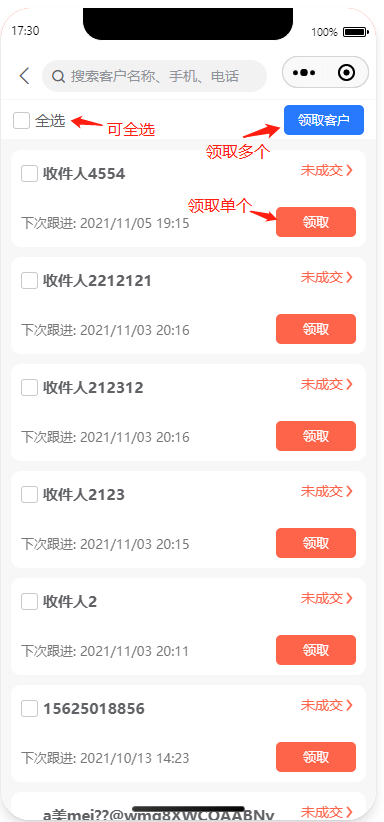 17:30
100%
搜索客户名称、手机、电话
全选
可全选
领取客户
领取多个
收件人4554
未成交
领取单个
下次跟进: 2021/11/05 19:15
领取
收件人2212121
未成交
下次跟进: 2021/11/03 20:16
领取
收件人212312
未成交
下次跟进: 2021/11/03 20:16
领取
收件人2123
未成交
下次跟进: 2021/11/03 20:15
领取
收件人2
未成交
下次跟进: 2021/11/03 20:11
领取
15625018856
未成交
下次跟进: 2021/10/13 14:23
领取
未成交